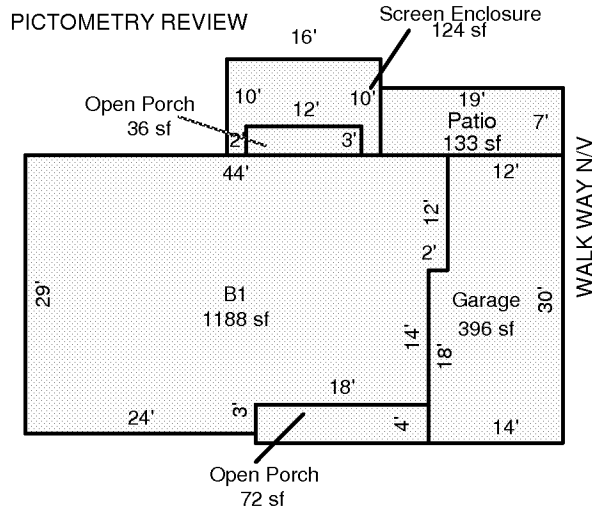 PICTOMETRY REVIEW
Screen Enclosure
124 sf
16'
10'
10'
Open Porch
36 sf
12'
2'
3'
19'
7'
Patio
133 sf
WALK WAY N/V
44'
12'
12'
2'
29'
B1
1188 sf
Garage
396 sf
30'
14'
18'
18'
3'
4'
24'
14'
Open Porch
72 sf